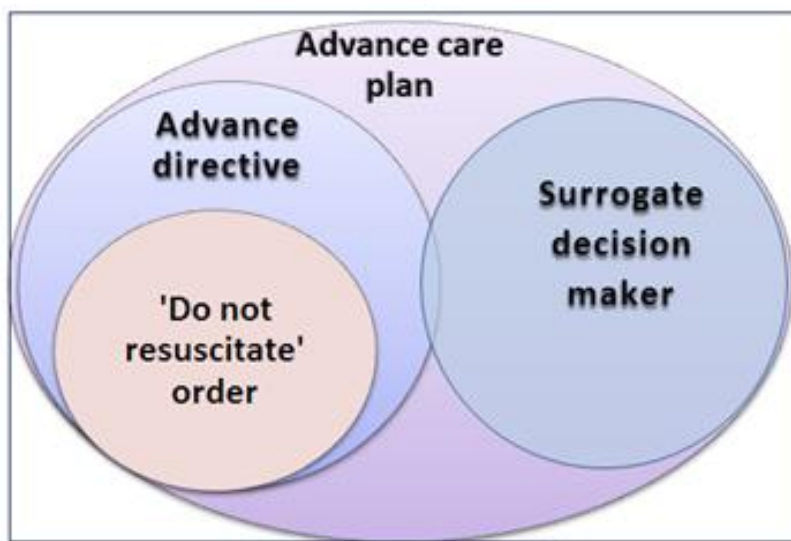 Advance care
plan
Advance
directive
Surrogate
decision
maker
'Do not
resuscitate'
order